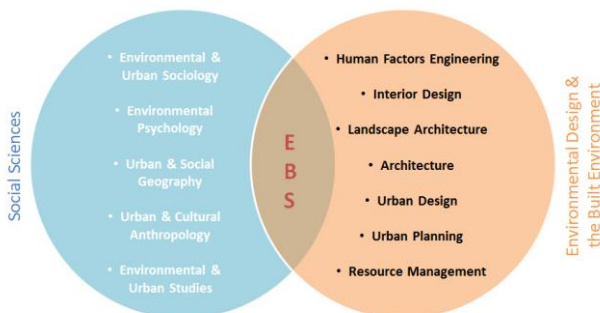 Social Sciences
• Environmental &
Urban Sociology
• Environmental
Psychology
• Urban & Social
Geography
• Urban & Cultural
Anthropology
• Environmental &
Urban Studies
E
B
S
• Human Factors Engineering
• Interior Design
• Landscape Architecture
• Architecture
• Urban Design
• Urban Planning
• Resource Management
Environmental Design &
the Built Environment